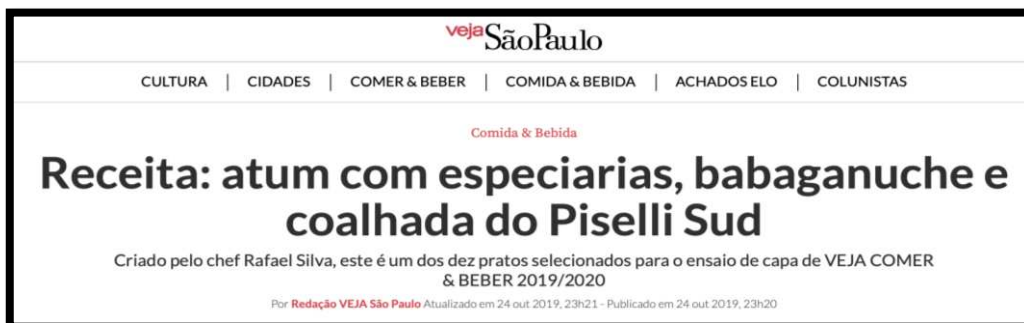 veja São Paulo
CULTURA | CIDADES | COMER & BEBER | COMIDA & BEBIDA | ACHADOS ELO | COLUNISTAS
Comida & Bebida
Receita: atum com especiarias, babaganuche e
coalhada do Piselli Sud
Criado pelo chef Rafael Silva, este é um dos dez pratos selecionados para o ensaio de capa de VEJA COMER
& BEBER 2019/2020
Por Redação VEJA São Paulo Atualizado em 24 out 2019, 23h21 - Publicado em 24 out 2019, 23h20